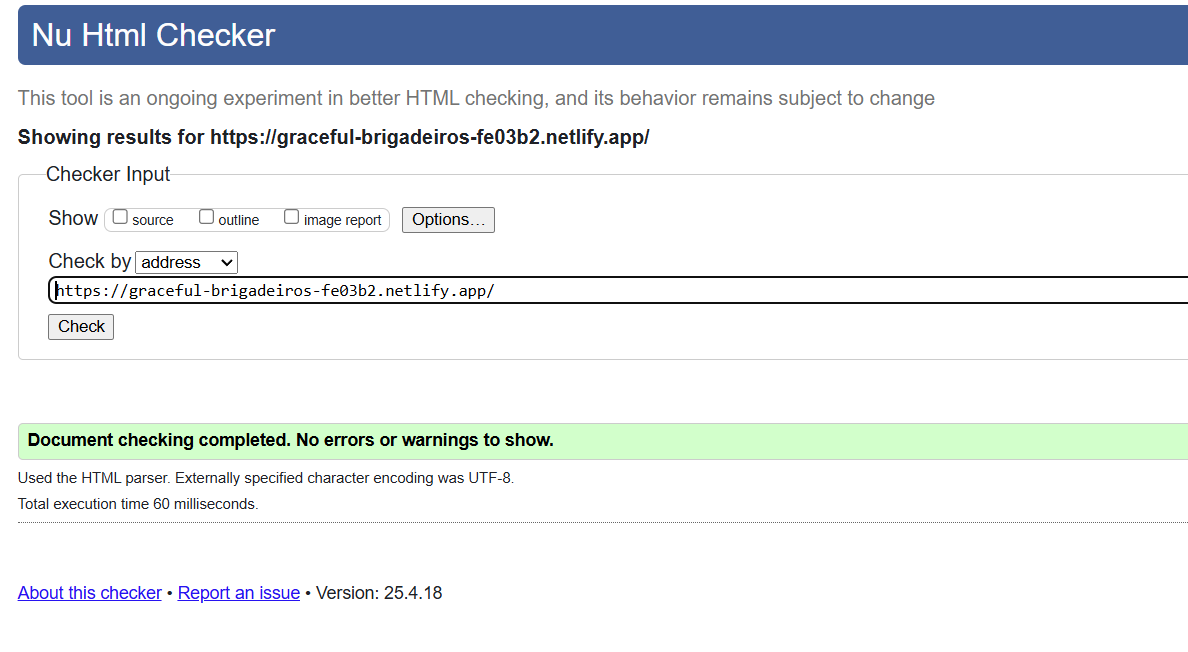 Nu Html Checker
This tool is an ongoing experiment in better HTML checking, and its behavior remains subject to change
Showing results for https://graceful-brigadeiros-fe03b2.netlify.app/
Checker Input
Show source outline image report Options...
Check by address
https://graceful-brigadeiros-fe03b2.netlify.app/
Check
Document checking completed. No errors or warnings to show.
Used the HTML parser. Externally specified character encoding was UTF-8.
Total execution time 60 milliseconds.
About this checker • Report an issue • Version: 25.4.18